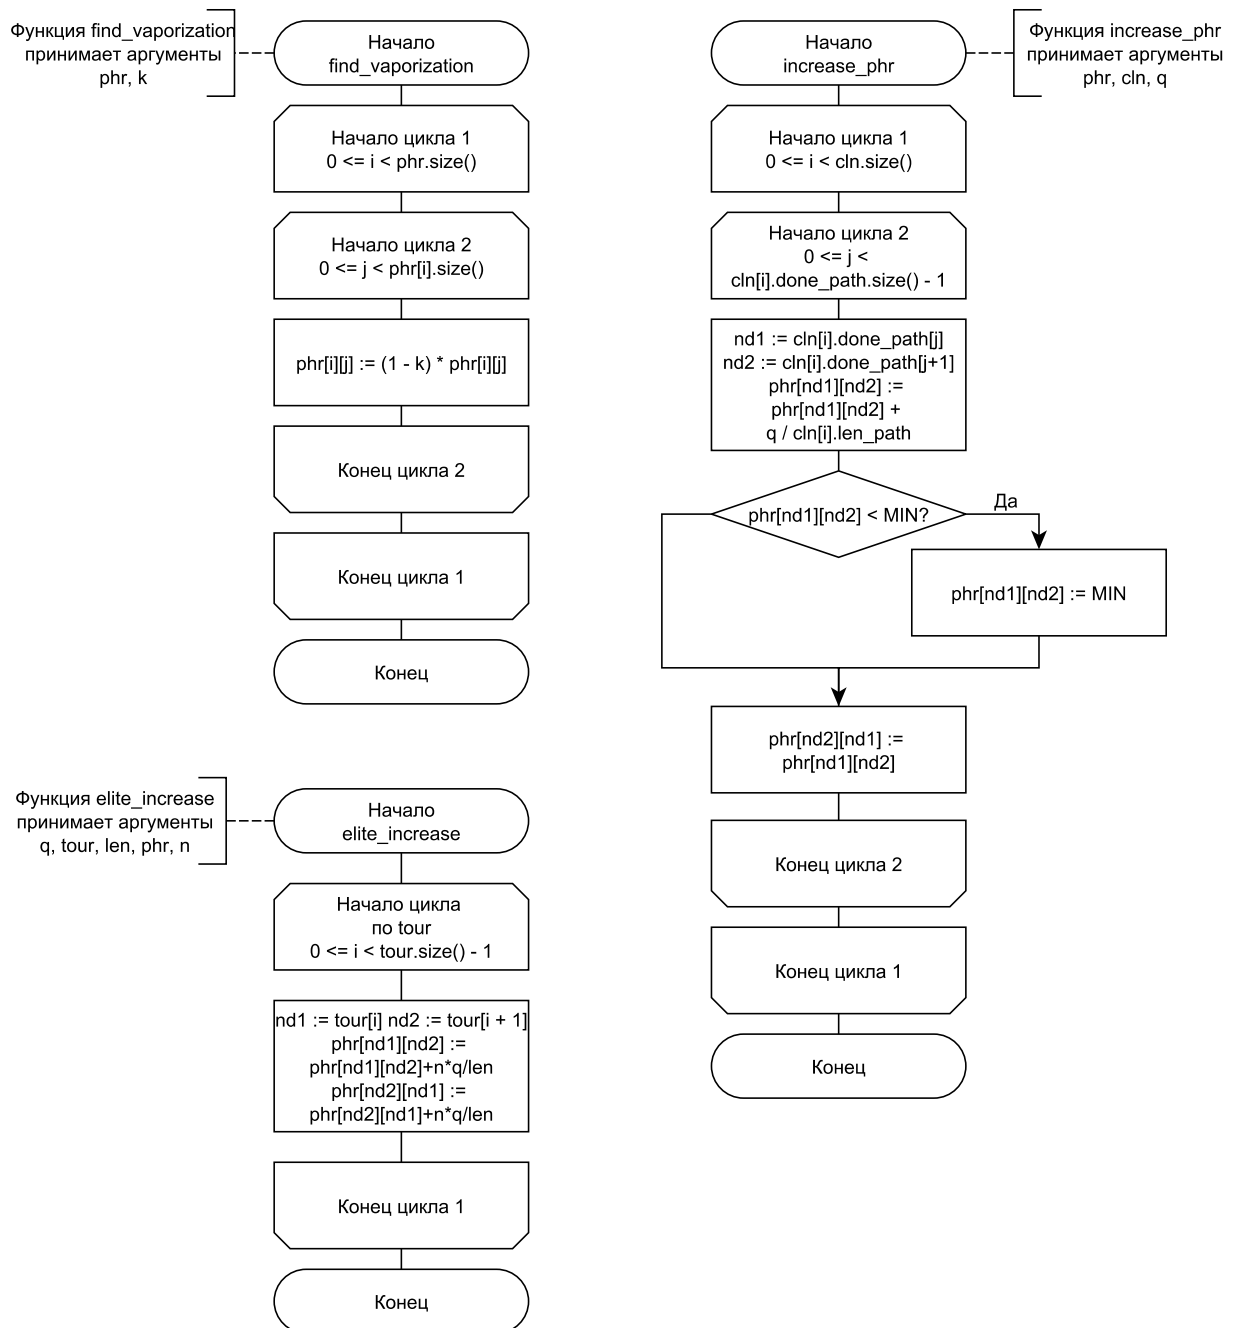 Функция find_vaporization
принимает аргументы
phr, k
Начало
find_vaporization
Начало цикла 1
0 <= i < phr.size()
Начало цикла 2
0 <= j < phr[i].size()
phr[i][j] := (1 - k) * phr[i][j]
Конец цикла 2
Конец цикла 1
Конец
Функция elite_increase
принимает аргументы
q, tour, len, phr, n
Начало
elite_increase
Начало цикла
по tour
0 <= i < tour.size() - 1
nd1 := tour[i] nd2 := tour[i + 1]
phr[nd1][nd2] :=
phr[nd1][nd2]+n*q/len
phr[nd2][nd1] :=
phr[nd2][nd1]+n*q/len
Конец цикла 1
Конец
Начало
increase_phr
Функция increase_phr
принимает аргументы
phr, cln, q
Начало цикла 1
0 <= i < cln.size()
Начало цикла 2
0 <= j <
cln[i].done_path.size() - 1
nd1 := cln[i].done_path[j]
nd2 := cln[i].done_path[j+1]
phr[nd1][nd2] :=
phr[nd1][nd2] +
q / cln[i].len_path
phr[nd1][nd2] < MIN?
Да
phr[nd1][nd2] := MIN
phr[nd2][nd1] :=
phr[nd1][nd2]
Конец цикла 2
Конец цикла 1
Конец